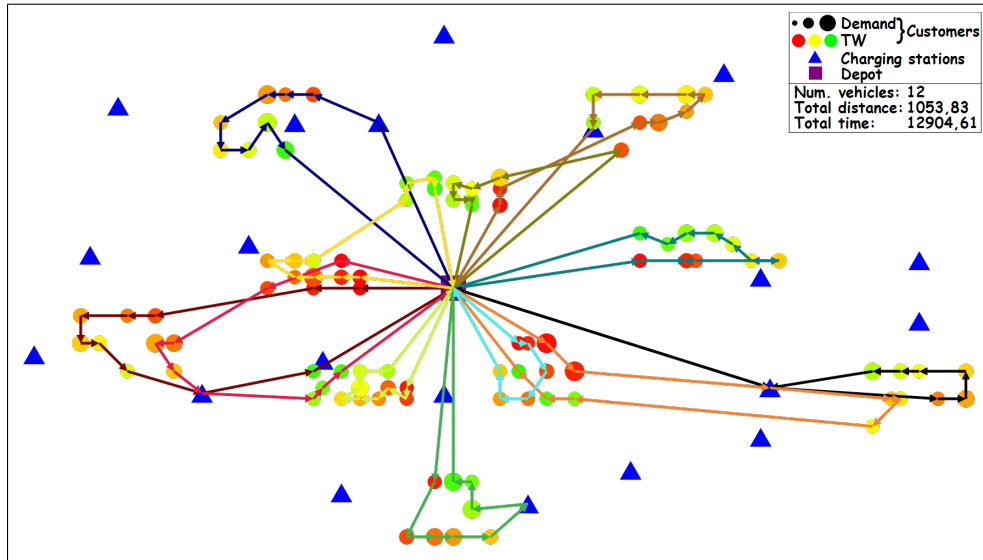 Demand
TW
} Customers
Charging stations
Depot
Num. vehicles: 12
Total distance: 1053,83
Total time: 12904,61